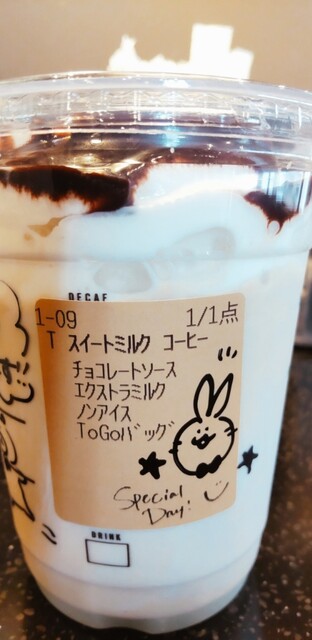 DECAF
1-09 1/1点
T スイートミルク コーヒー
チョコレートソース
エクストラミルク
ノンアイス
ToGoバッグ
Special
Day!
DRINK